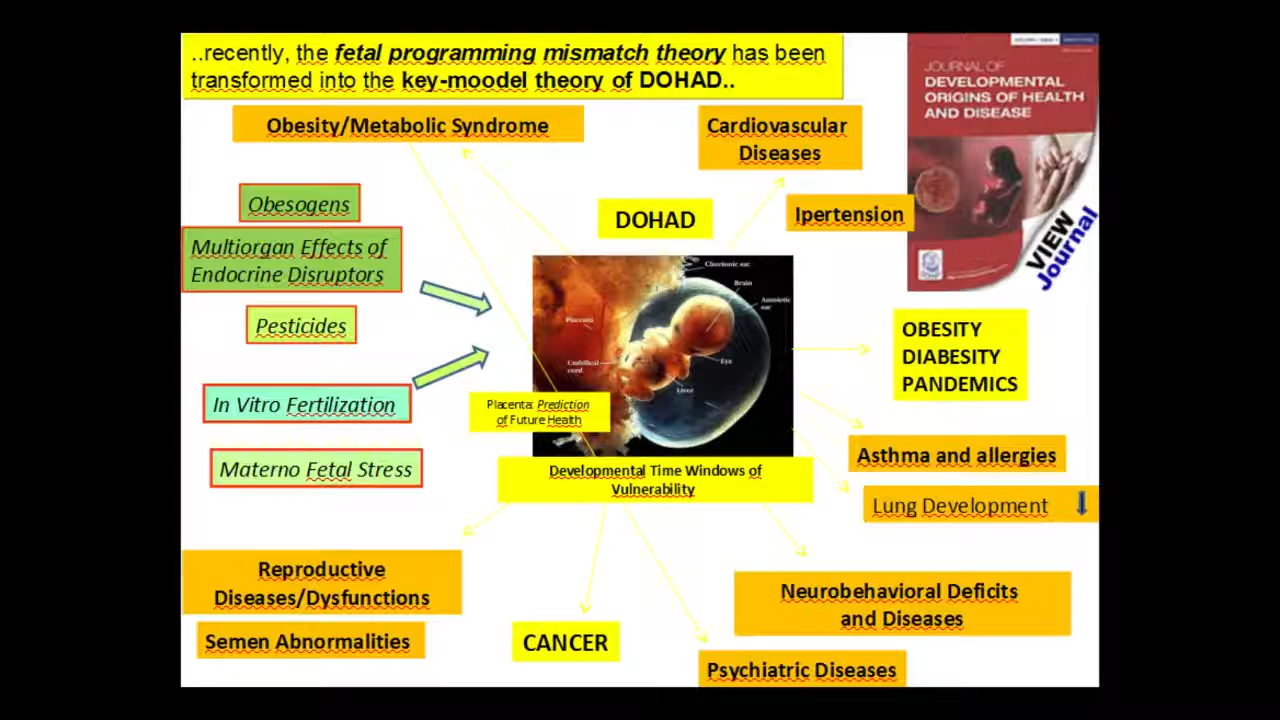 ..recently, the fetal programming mismatch theory has been
transformed into the key-moodel theory of DOHAD..
JOURNAL OF
DEVELOPMENTAL
ORIGINS OF HEALTH
AND DISEASE
VIEW
Journal
Obesity/Metabolic Syndrome
Cardiovascular
Diseases
Obesogens
DOHAD
Ipertension
Multiorgan Effects of
Endocrine Disruptors
Chorionic sac
Brain
Amniotic
sac
Placenta
Umbilical
cord
Eye
Liver
Pesticides
OBESITY
DIABESITY
PANDEMICS
In Vitro Fertilization
Placenta: Prediction
of Future Health
Materno Fetal Stress
Developmental Time Windows of
Vulnerability
Asthma and allergies
Lung Development
Reproductive
Diseases/Dysfunctions
Semen Abnormalities
CANCER
Neurobehavioral Deficits
and Diseases
Psychiatric Diseases